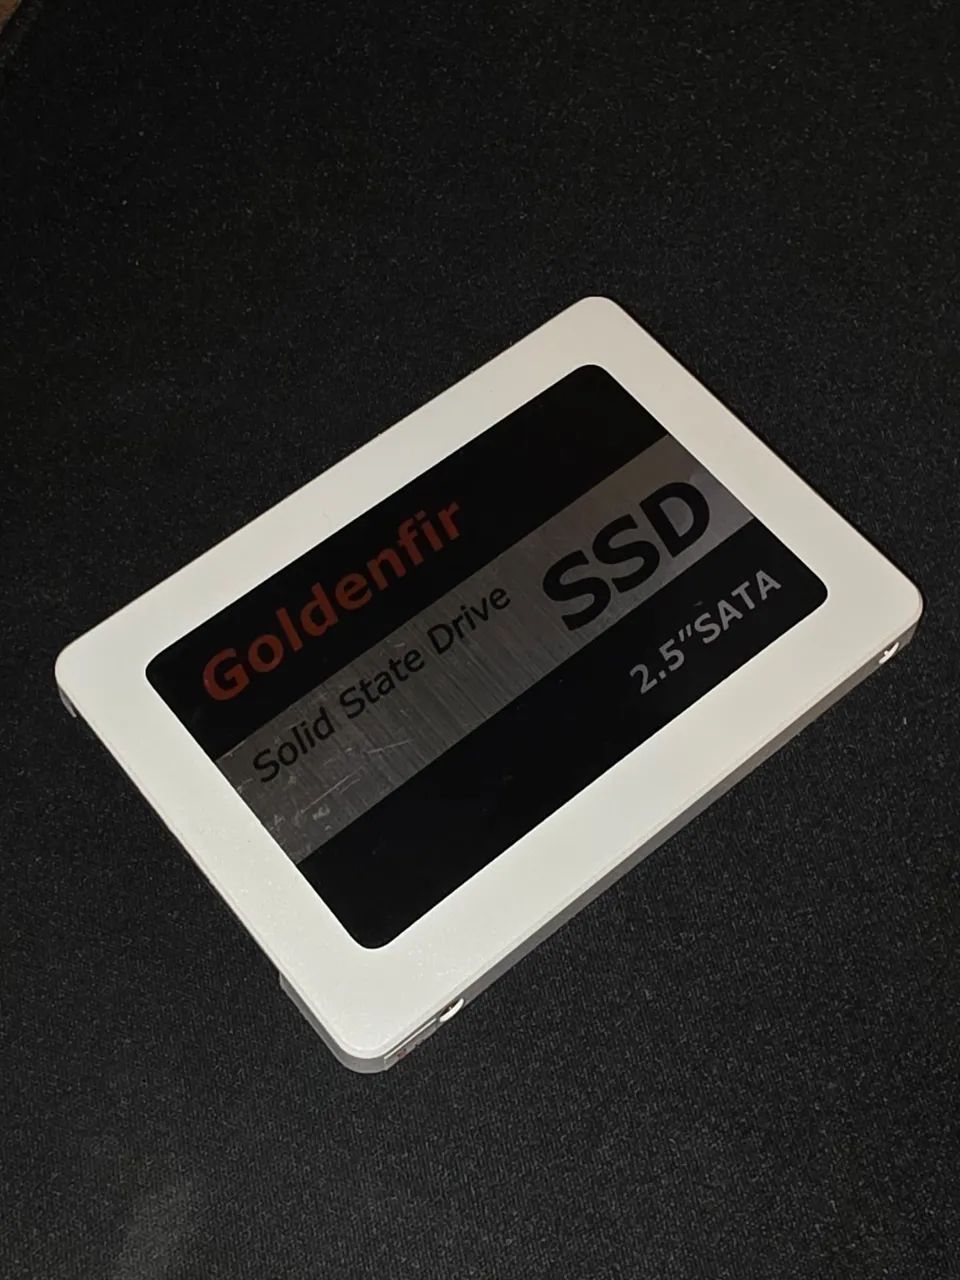 Goldenfir
Solid State Drive
SSD
2.5"SATA